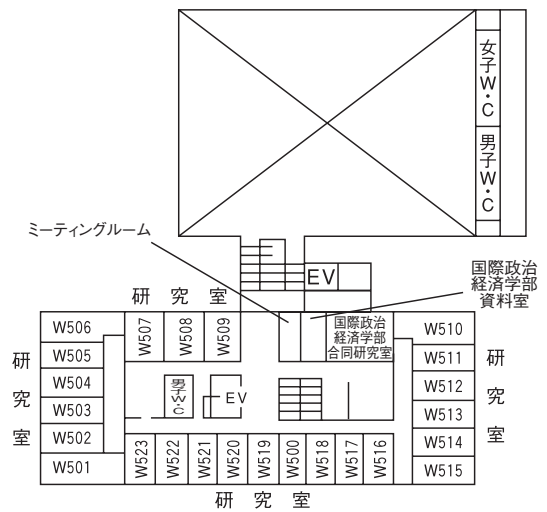 女子W・C
男子W・C
ミーティングルーム
EV
国際政治
経済学部
資料室
研究室
W506
W505
W504
W503
W502
W501
研究室
W507
W508
W509
国際政治
経済学部
合同研究室
W510
W511
W512
W513
W514
W515
研究室
男子W・C
EV
W523
W522
W521
W520
W519
W500
W518
W517
W516
研究室